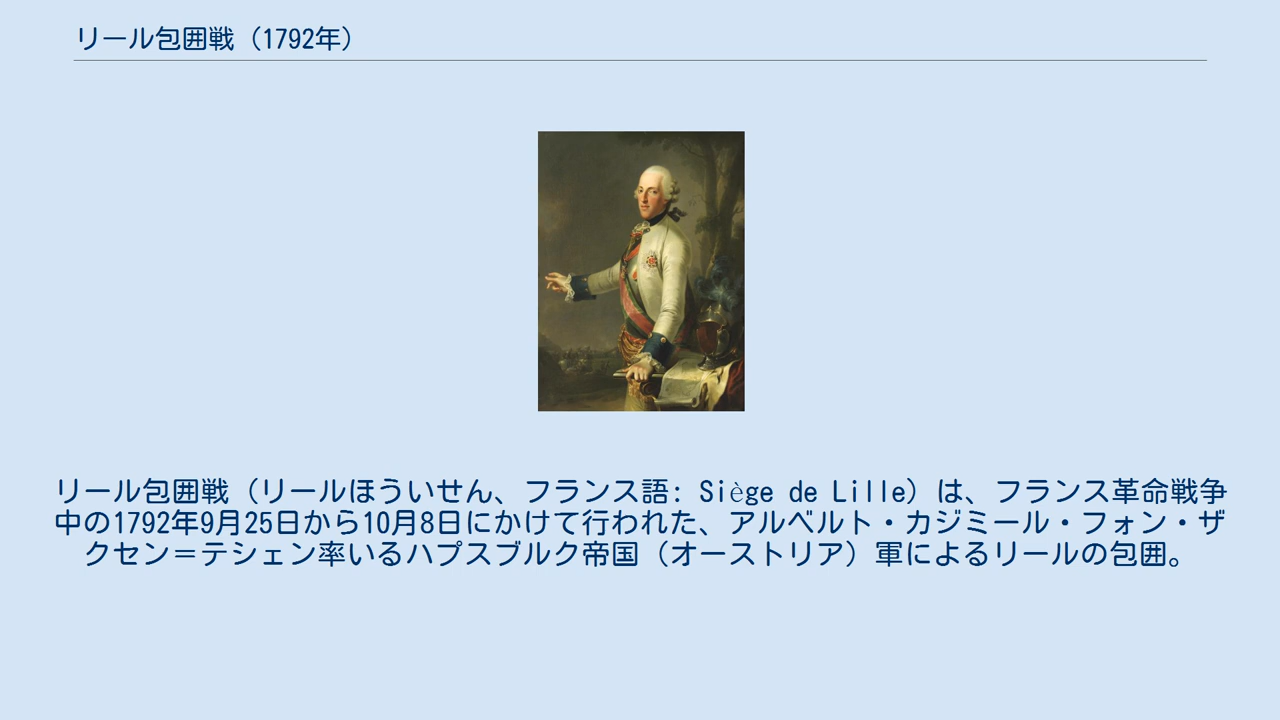 リール包囲戦（1792年）
リール包囲戦（リールほういせん、フランス語: Siège de Lille）は、フランス革命戦争
中の1792年9月25日から10月8日にかけて行われた、アルベルト・カジミール・フォン・ザ
クセン＝テシェン率いるハプスブルク帝国（オーストリア）軍によるリールの包囲。